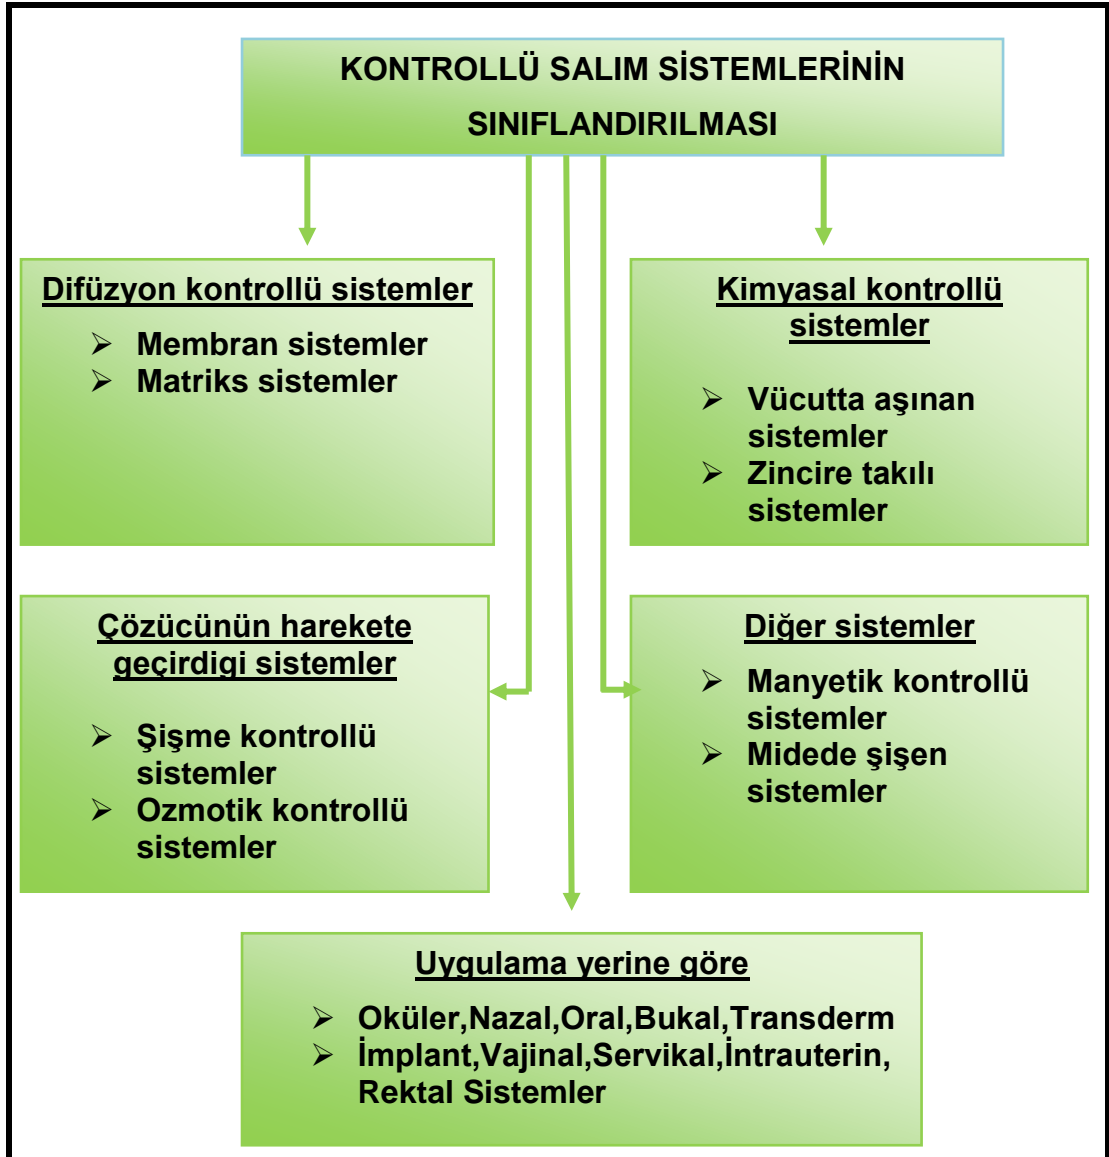 KONTROLLÜ SALIM SİSTEMLERİNİN
SINIFLANDIRILMASI
Difüzyon kontrollü sistemler
➢ Membran sistemler
➢ Matriks sistemler
Kimyasal kontrollü
sistemler
➢ Vücutta aşınan
sistemler
➢ Zincire takılı
sistemler
Çözücünün harekete
geçirdigi sistemler
➢ Şişme kontrollü
sistemler
➢ Ozmotik kontrollü
sistemler
Diğer sistemler
➢ Manyetik kontrollü
sistemler
➢ Midede şişen
sistemler
Uygulama yerine göre
➢ Oküler,Nazal,Oral,Bukal,Transderm
➢ İmplant,Vajinal,Servikal,İntrauterin,
Rektal Sistemler